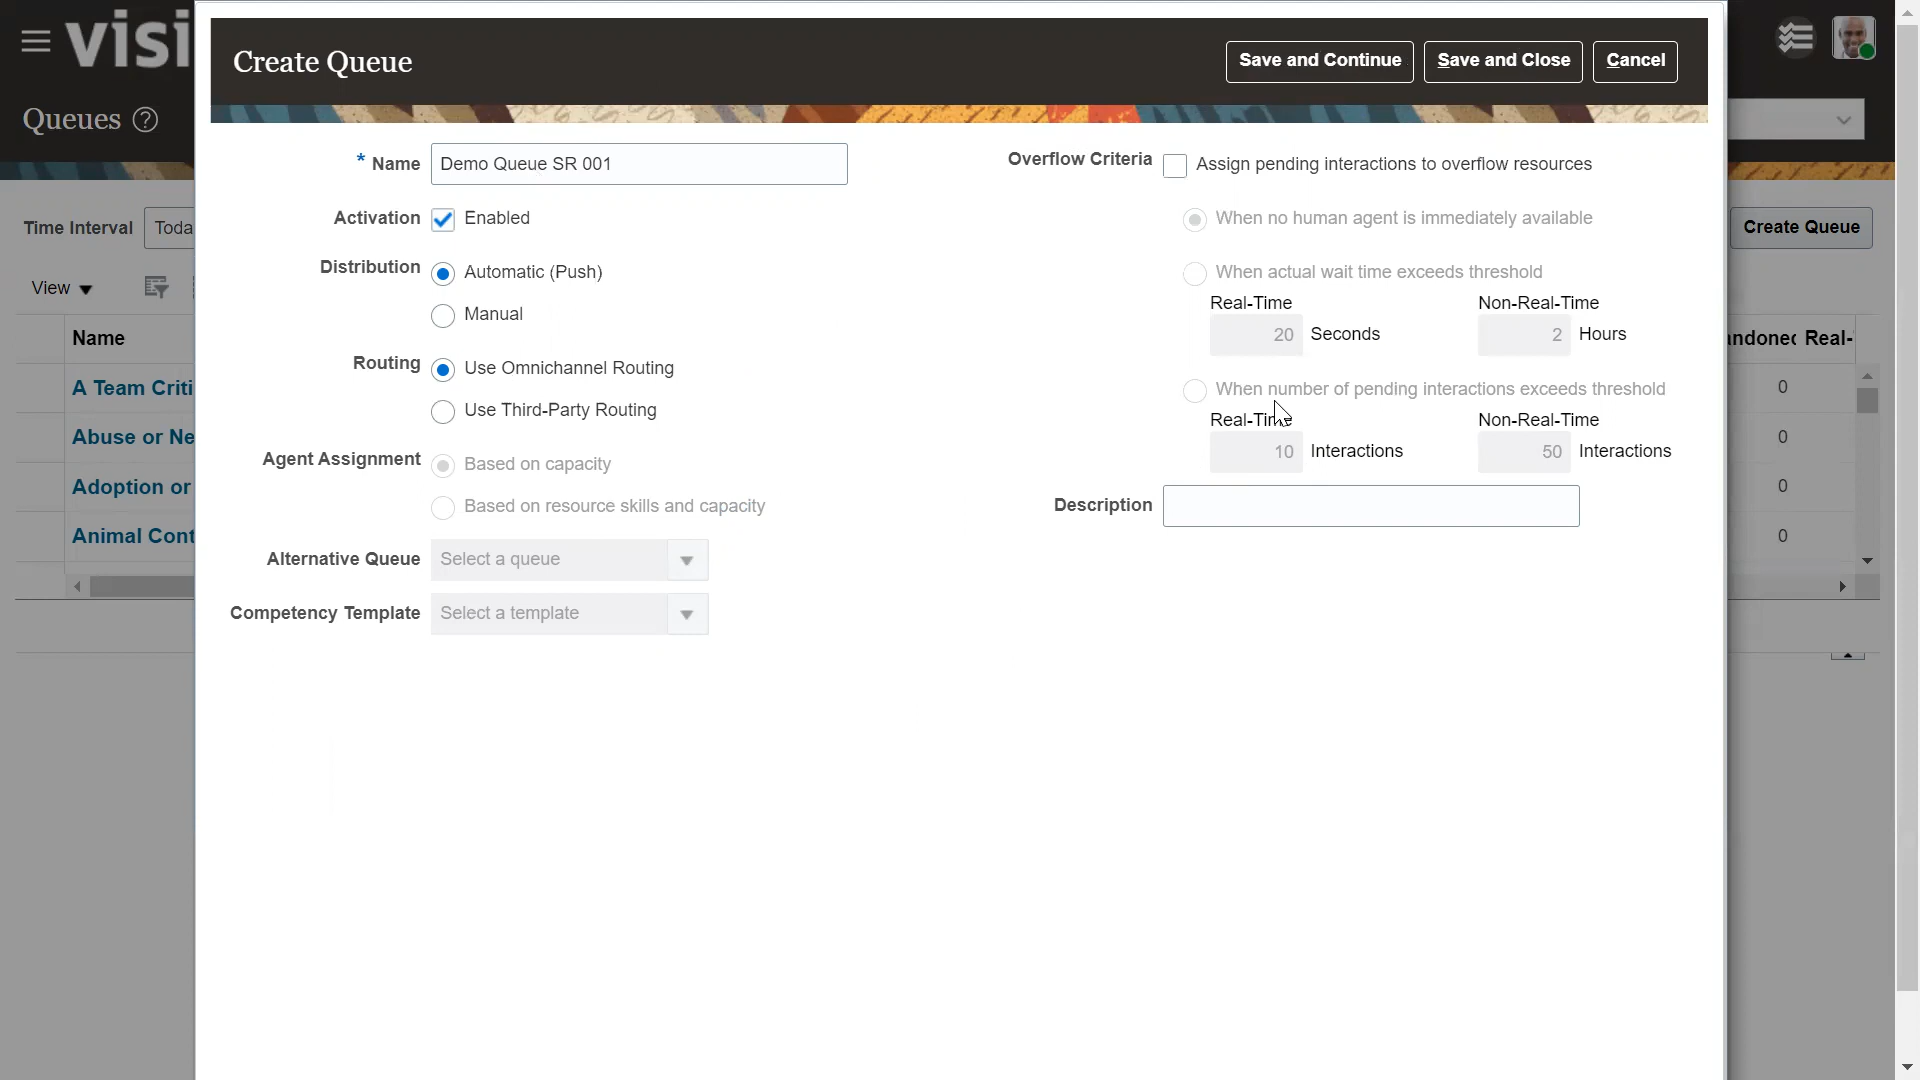 visi
Queues
Time Interval Toda
View
Name
A Team Criti
Abuse or Ne
Adoption or
Animal Cont
Create Queue
Save and Continue Save and Close Cancel
* Name Demo Queue SR 001
Activation Enabled
Distribution Automatic (Push)
Manual
Routing Use Omnichannel Routing
Use Third-Party Routing
Agent Assignment Based on capacity
Based on resource skills and capacity
Alternative Queue Select a queue
Competency Template Select a template
Overflow Criteria Assign pending interactions to overflow resources
When no human agent is immediately available
When actual wait time exceeds threshold
Real-Time Non-Real-Time
20 Seconds 2 Hours
When number of pending interactions exceeds threshold
Real-Time Non-Real-Time
10 Interactions 50 Interactions
Description
Create Queue
ndoned Real-
0
0
0
0